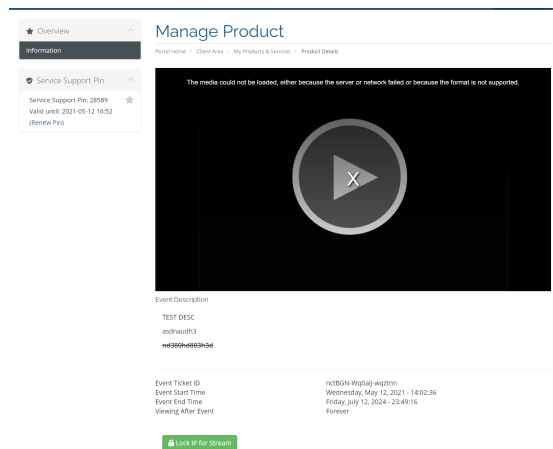 Overview
Information
Service Support Pin
Service Support Pin: 28589
Valid until: 2021-05-12 16:52
(Renew Pin)
Manage Product
Portal Home / Client Area / My Products & Services / Product Details
The media could not be loaded, either because the server or network failed or because the format is not supported.
X
Event Description
TEST DESC
asdnaudh3
nd380hd803h3d
Event Ticket ID nctBGN-Wq0aIj-wqztnn
Event Start Time Wednesday, May 12, 2021 - 14:02:36
Event End Time Friday, July 12, 2024 - 23:49:16
Viewing After Event Forever
Lock IP for Stream